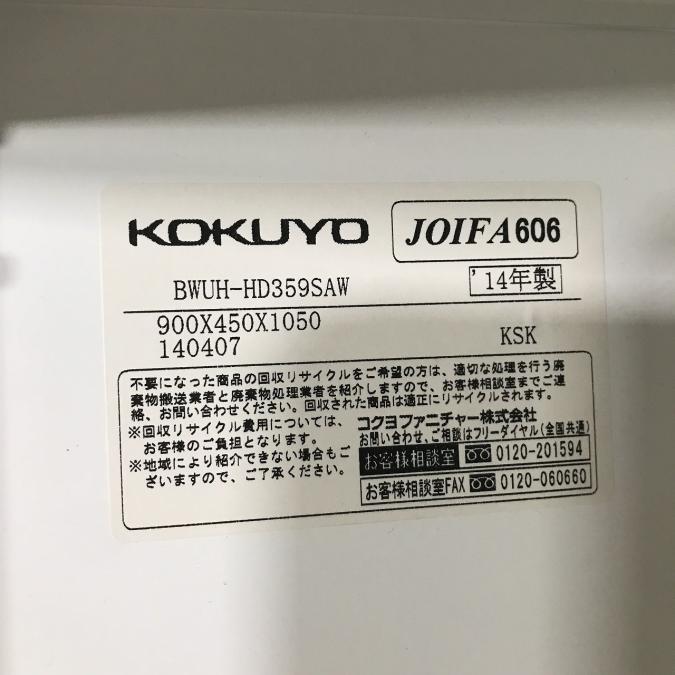 KOKUYO
JOIFA606
BWUH-HD359SAW
'14年製
900X450X1050
140407
KSK
不要になった商品の回収リサイクルをご希望の方は、適切な処理を行う廃
棄物搬送業者と廃棄物処理業者を紹介しますので、お客様相談室までご連
絡、お問い合わせください。回収された商品は適正にリサイクルされます。
※回収リサイクル費用については、
お客様のご負担となります。
※地域により紹介できない場合もご
ざいますので、ご了承ください。
コクヨファニチャー株式会社
お問い合わせ、ご相談はフリーダイヤル(全国共通)
お客様相談室 0120-201594
お客様相談室FAX 0120-060660